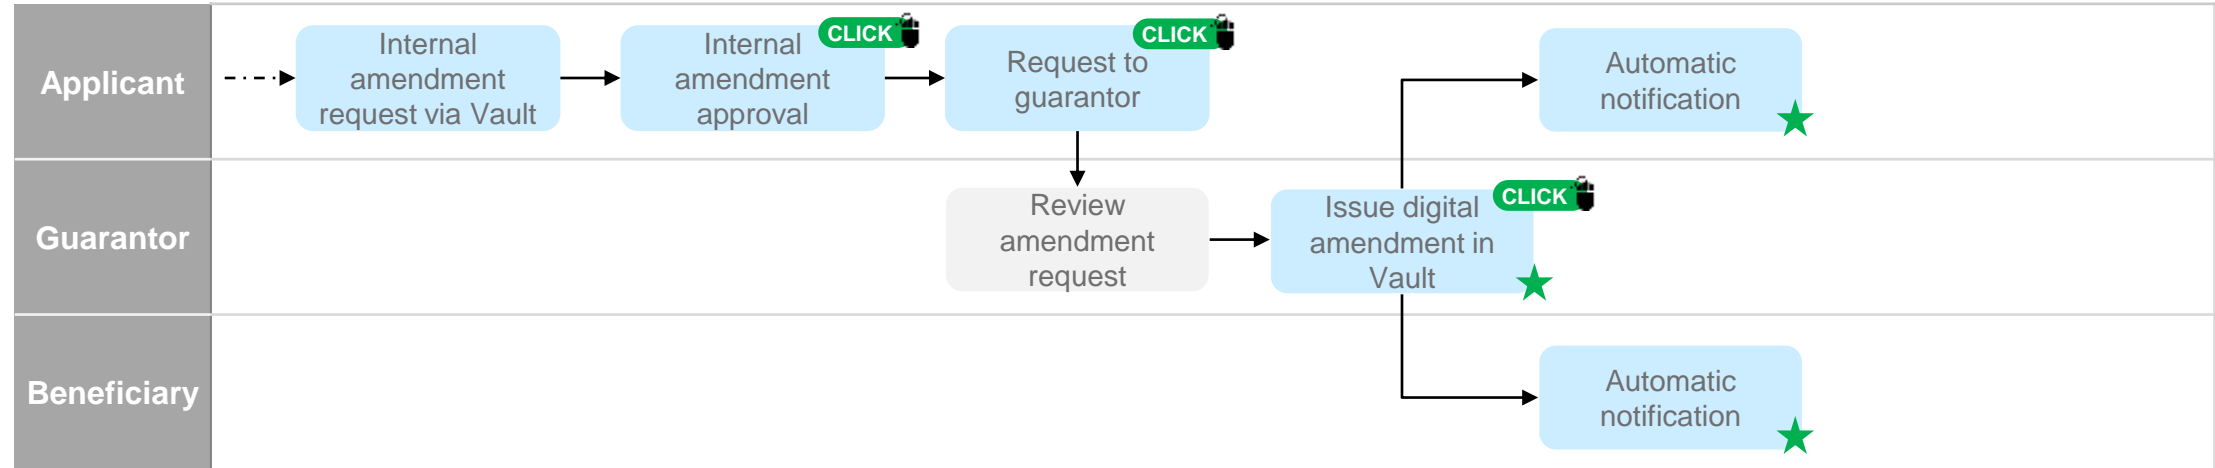 Applicant
Internal
amendment
request via Vault
Internal
amendment
approval
CLICK
Request to
guarantor
CLICK
Automatic
notification
Guarantor
Review
amendment
request
Issue digital
amendment in
Vault
CLICK
Beneficiary
Automatic
notification